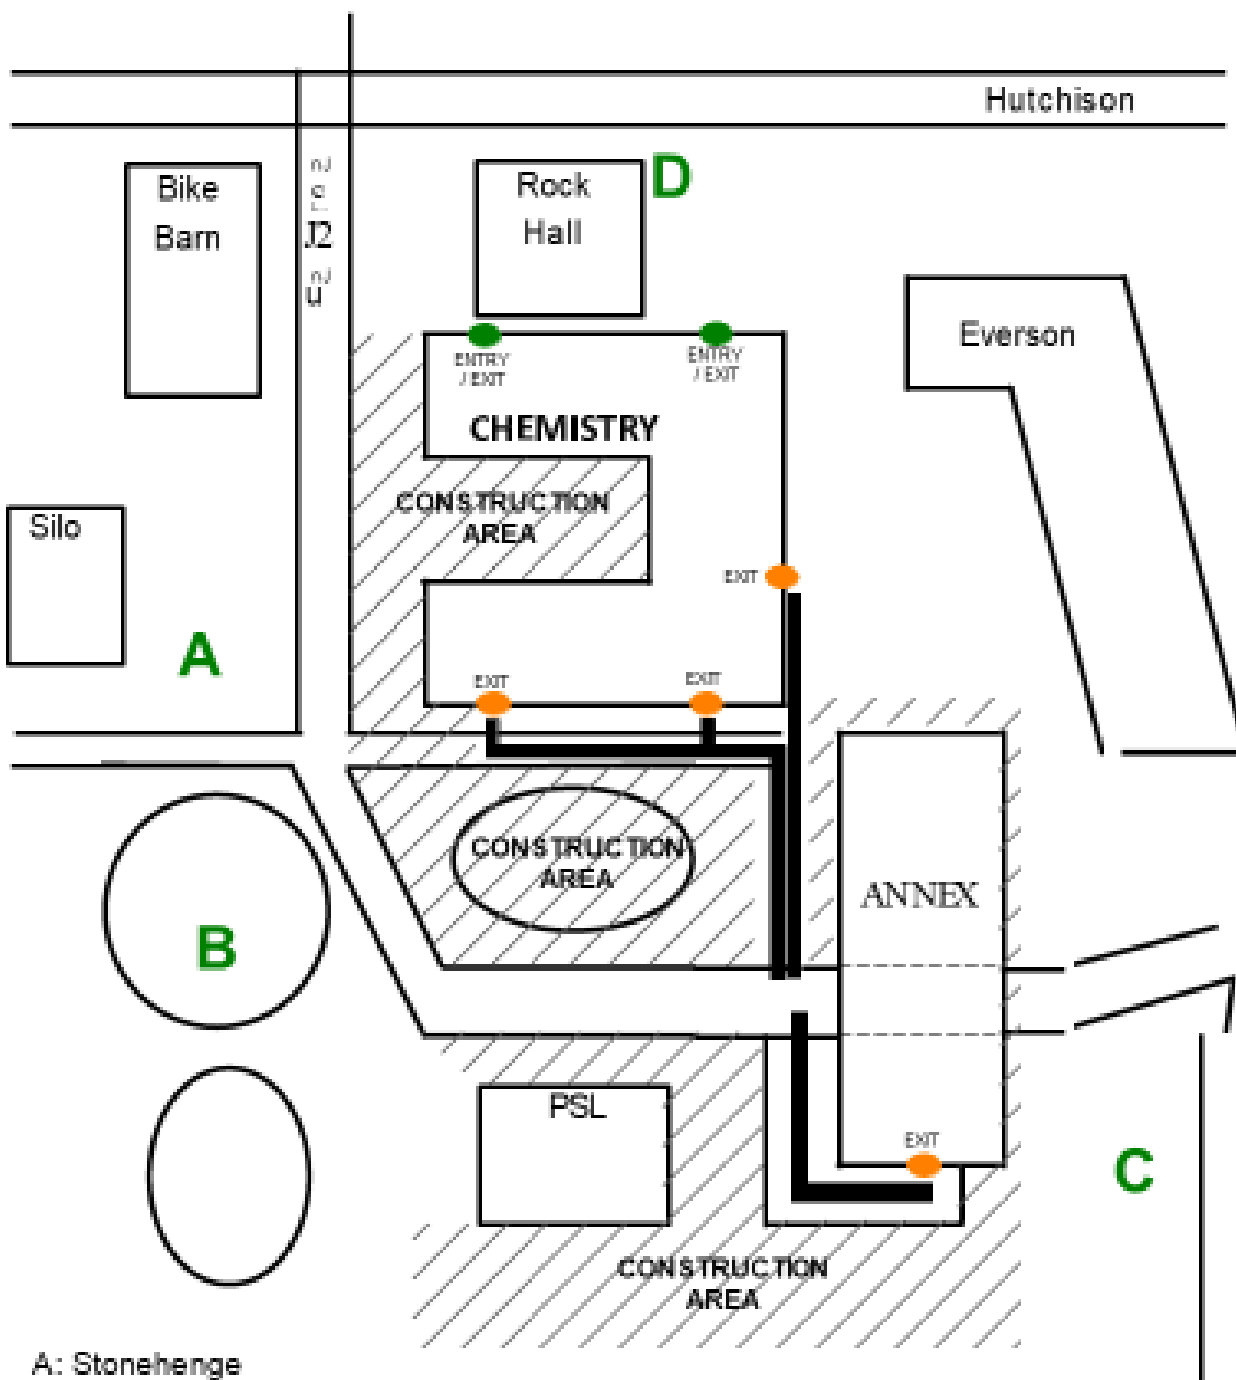 Hutchison
Bike
Barn
Rock
Hall
D
Everson
ENTRY
/ EXIT
ENTRY
/ EXIT
CHEMISTRY
CONSTRUCTION
AREA
Silo
EXIT
A
EXIT
EXIT
CONSTRUCTION
AREA
ANNEX
B
PSL
EXIT
C
CONSTRUCTION
AREA
A: Stonehenge